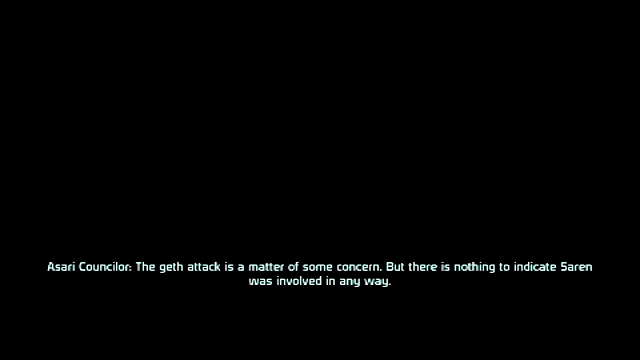 Asari Councilor: The geth attack is a matter of some concern. But there is nothing to indicate Saren
was involved in any way.